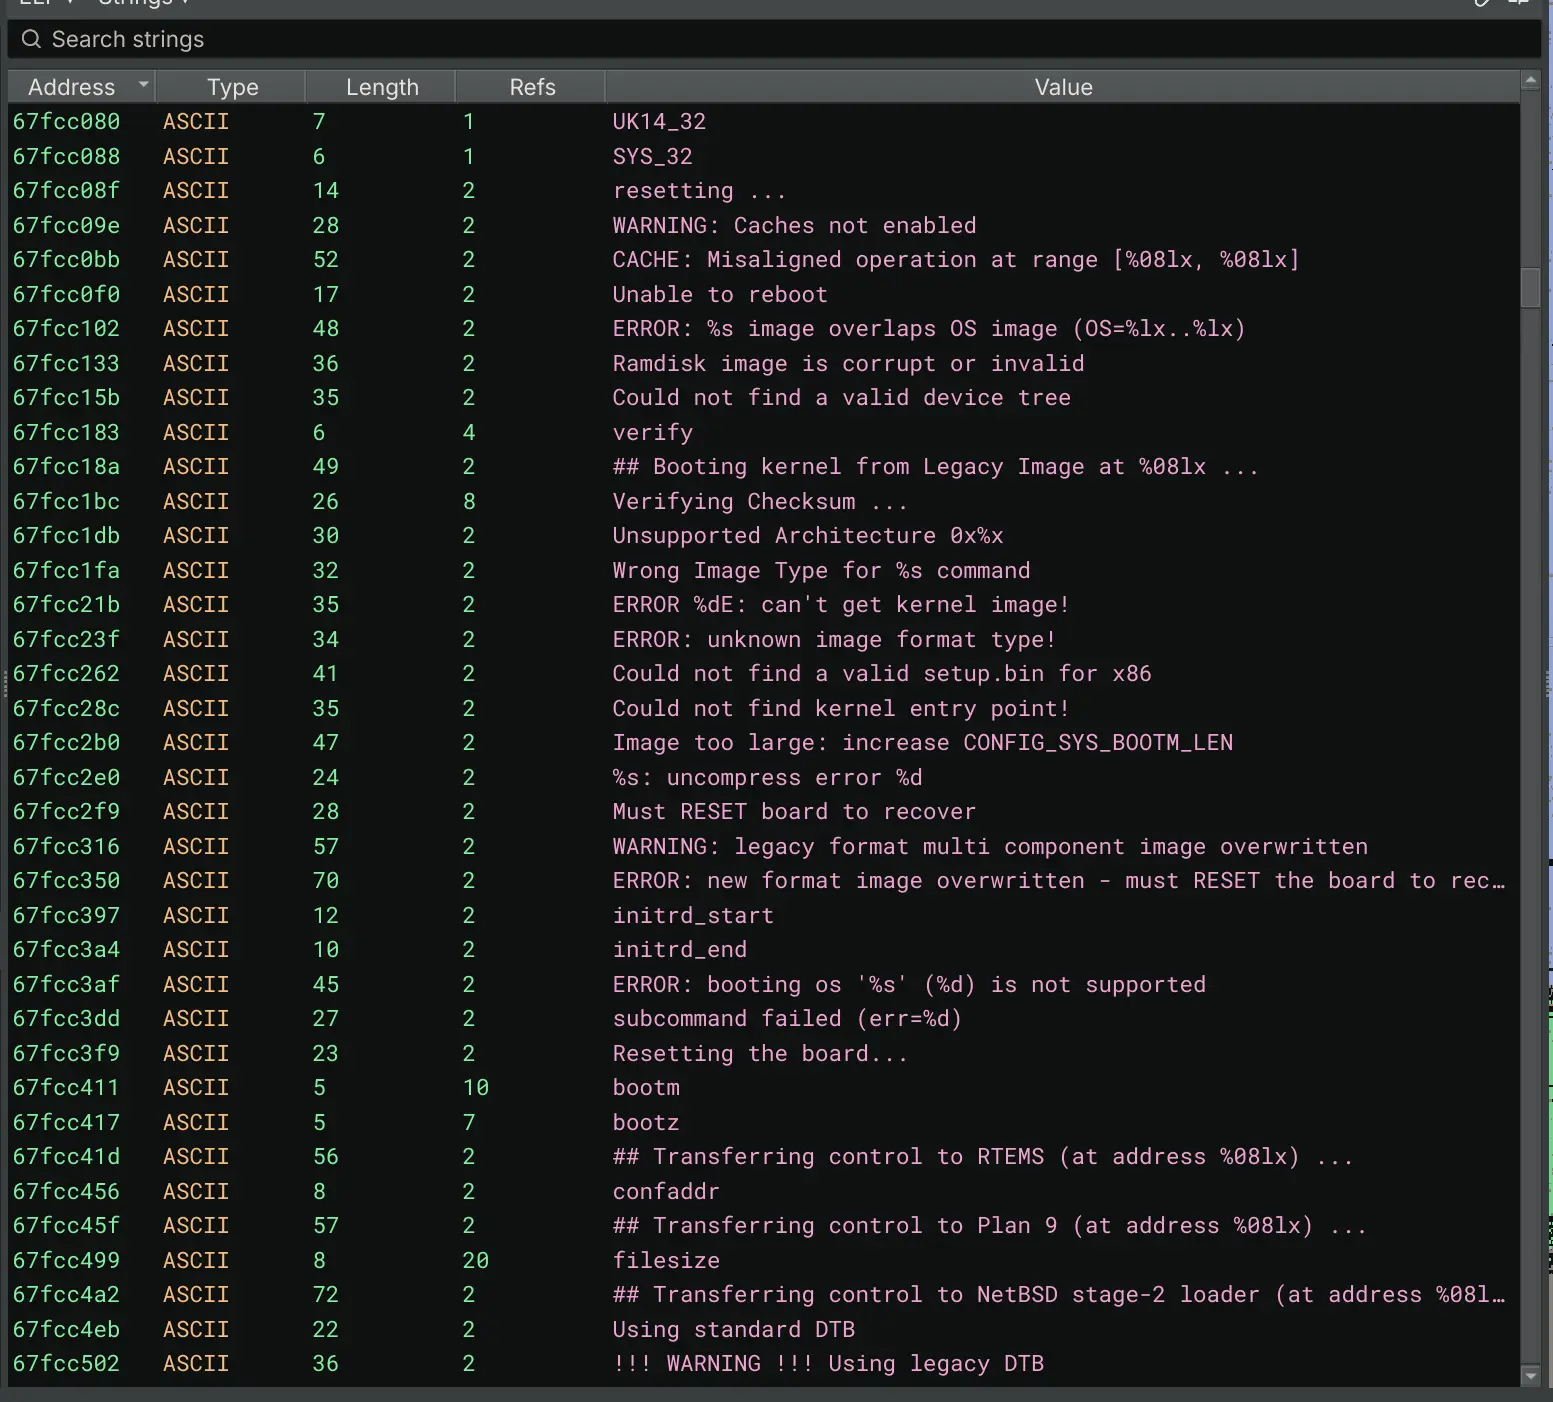 ELF ▾ Strings ▾
Search strings
Address Type Length Refs Value
67fcc080 ASCII 7 1 UK14_32
67fcc088 ASCII 6 1 SYS_32
67fcc08f ASCII 14 2 resetting ...
67fcc09e ASCII 28 2 WARNING: Caches not enabled
67fcc0bb ASCII 52 2 CACHE: Misaligned operation at range [%08lx, %08lx]
67fcc0f0 ASCII 17 2 Unable to reboot
67fcc102 ASCII 48 2 ERROR: %s image overlaps OS image (OS=%lx..%lx)
67fcc133 ASCII 36 2 Ramdisk image is corrupt or invalid
67fcc15b ASCII 35 2 Could not find a valid device tree
67fcc183 ASCII 6 4 verify
67fcc18a ASCII 49 2 ## Booting kernel from Legacy Image at %08lx ...
67fcc1bc ASCII 26 8 Verifying Checksum ...
67fcc1db ASCII 30 2 Unsupported Architecture 0x%x
67fcc1fa ASCII 32 2 Wrong Image Type for %s command
67fcc21b ASCII 35 2 ERROR %dE: can't get kernel image!
67fcc23f ASCII 34 2 ERROR: unknown image format type!
67fcc262 ASCII 41 2 Could not find a valid setup.bin for x86
67fcc28c ASCII 35 2 Could not find kernel entry point!
67fcc2b0 ASCII 47 2 Image too large: increase CONFIG_SYS_BOOTM_LEN
67fcc2e0 ASCII 24 2 %s: uncompress error %d
67fcc2f9 ASCII 28 2 Must RESET board to recover
67fcc316 ASCII 57 2 WARNING: legacy format multi component image overwritten
67fcc350 ASCII 70 2 ERROR: new format image overwritten - must RESET the board to rec…
67fcc397 ASCII 12 2 initrd_start
67fcc3a4 ASCII 10 2 initrd_end
67fcc3af ASCII 45 2 ERROR: booting os '%s' (%d) is not supported
67fcc3dd ASCII 27 2 subcommand failed (err=%d)
67fcc3f9 ASCII 23 2 Resetting the board...
67fcc411 ASCII 5 10 bootm
67fcc417 ASCII 5 7 bootz
67fcc41d ASCII 56 2 ## Transferring control to RTEMS (at address %08lx) ...
67fcc456 ASCII 8 2 confaddr
67fcc45f ASCII 57 2 ## Transferring control to Plan 9 (at address %08lx) ...
67fcc499 ASCII 8 20 filesize
67fcc4a2 ASCII 72 2 ## Transferring control to NetBSD stage-2 loader (at address %08l…
67fcc4eb ASCII 22 2 Using standard DTB
67fcc502 ASCII 36 2 !!! WARNING !!! Using legacy DTB